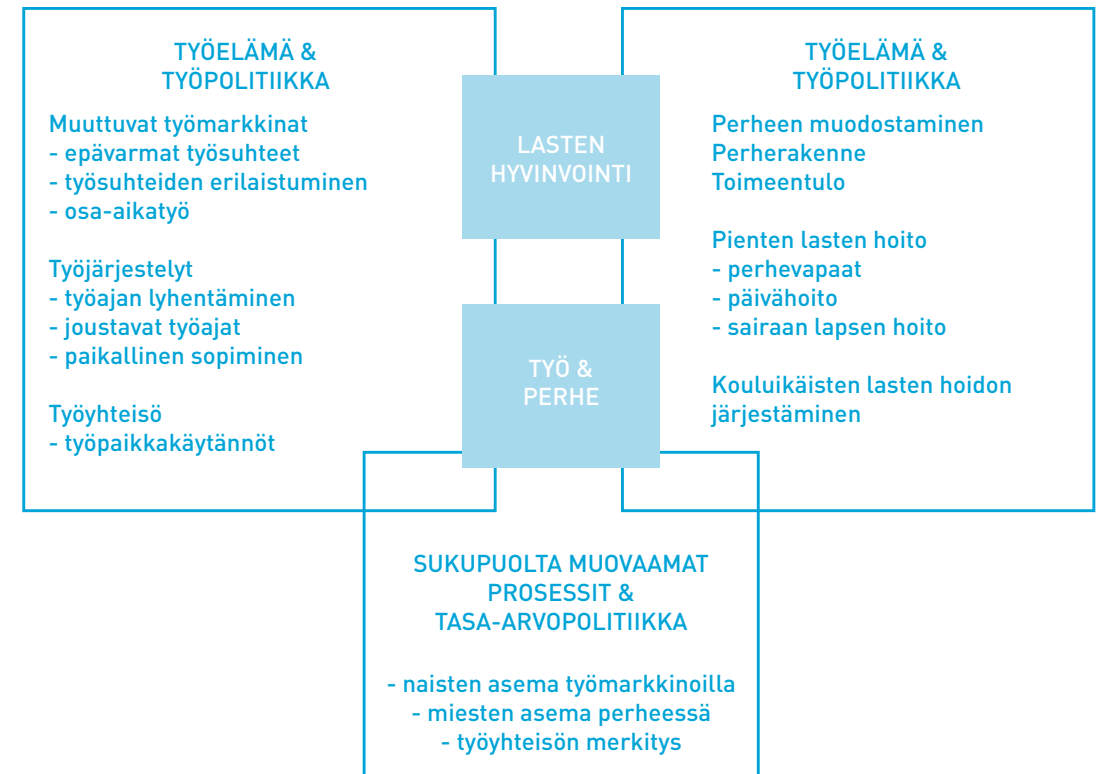 TYÖELÄMÄ &
TYÖPOLITIIKKA
Muuttuvat työmarkkinat
- epävarmat työsuhteet
- työsuhteiden erilaistuminen
- osa-aikatyö
Työjärjestelyt
- työajan lyhentäminen
- joustavat työajat
- paikallinen sopiminen
Työyhteisö
- työpaikkakäytännöt
LASTEN
HYVINVOINTI
TYÖ &
PERHE
TYÖELÄMÄ &
TYÖPOLITIIKKA
Perheen muodostaminen
Perherakenne
Toimeentulo
Pienten lasten hoito
- perhevapaat
- päivähoito
- sairaan lapsen hoito
Kouluikäisten lasten hoidon
järjestäminen
SUKUPUOLTA MUOVAAMAT
PROSESSIT &
TASA-ARVOPOLITIIKKA
- naisten asema työmarkkinoilla
- miesten asema perheessä
- työyhteisön merkitys